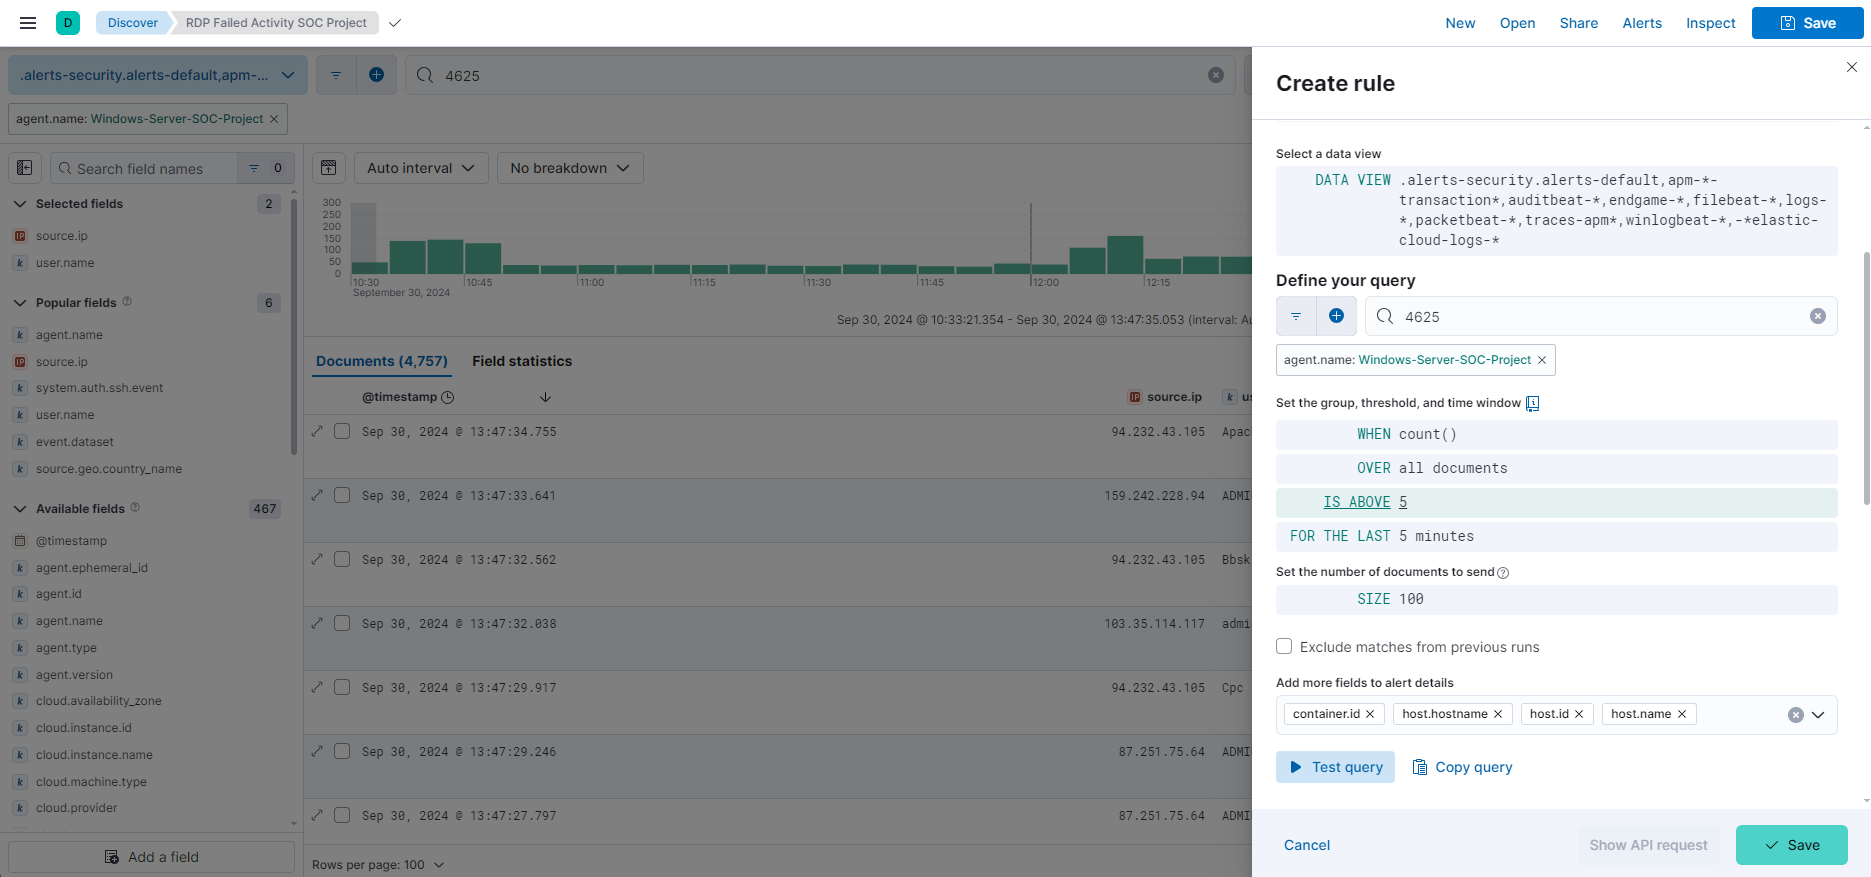 D
Discover
RDP Failed Activity SOC Project
New
Open
Share
Alerts
Inspect
Save
.alerts-security.alerts-default,apm-...
4625
agent.name: Windows-Server-SOC-Project
Search field names
0
Selected fields
2
source.ip
user.name
Popular fields
6
agent.name
source.ip
system.auth.ssh.event
user.name
event.dataset
source.geo.country_name
Available fields
467
@timestamp
agent.ephemeral_id
agent.id
agent.name
agent.type
agent.version
cloud.availability_zone
cloud.instance.id
cloud.instance.name
cloud.machine.type
cloud.provider
Add a field
Auto interval
No breakdown
300
250
200
150
100
50
0
10:30
10:45
11:00
11:15
11:30
11:45
12:00
12:15
September 30, 2024
Sep 30, 2024 @ 10:33:21.354 - Sep 30, 2024 @ 13:47:35.053 (interval: Au
Documents (4,757)
Field statistics
@timestamp
source.ip
us
Sep 30, 2024 @ 13:47:34.755 94.232.43.105 Apac
Sep 30, 2024 @ 13:47:33.641 159.242.228.94 ADMI
Sep 30, 2024 @ 13:47:32.562 94.232.43.105 Bbsk
Sep 30, 2024 @ 13:47:32.038 103.35.114.117 admi
Sep 30, 2024 @ 13:47:29.917 94.232.43.105 Cpc
Sep 30, 2024 @ 13:47:29.246 87.251.75.64 ADMI
Sep 30, 2024 @ 13:47:27.797 87.251.75.64 ADMI
Rows per page: 100
Create rule
Select a data view
DATA VIEW .alerts-security.alerts-default,apm-*-
transaction*,auditbeat-*,endgame-*,filebeat-*,logs-
*,packetbeat-*,traces-apm*,winlogbeat-*,-*elastic-
cloud-logs-*
Define your query
4625
agent.name: Windows-Server-SOC-Project
Set the group, threshold, and time window
WHEN count()
OVER all documents
IS ABOVE 5
FOR THE LAST 5 minutes
Set the number of documents to send
SIZE 100
Exclude matches from previous runs
Add more fields to alert details
container.id
host.hostname
host.id
host.name
Test query
Copy query
Cancel
Show API request
Save